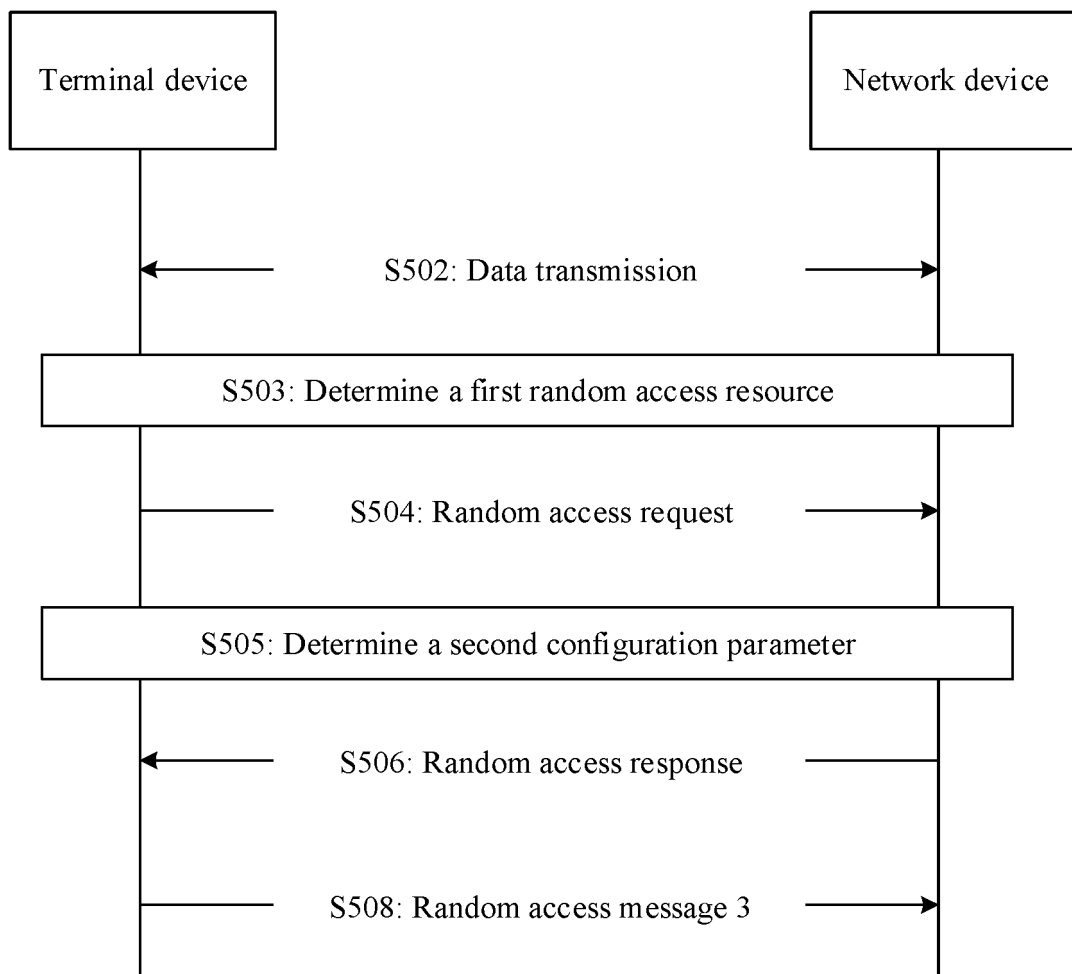 Terminal device
Network device
S502: Data transmission
S503: Determine a first random access resource
S504: Random access request
S505: Determine a second configuration parameter
S506: Random access response
S508: Random access message 3